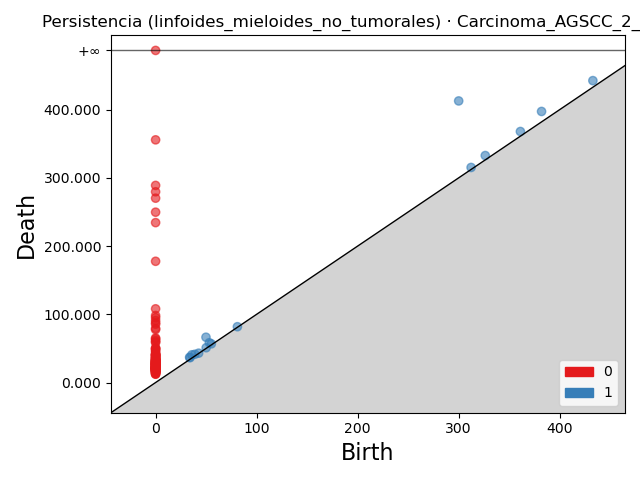 Persistencia (linfoides_mieloides_no_tumorales) · Carcinoma_AGSCC_2_
+∞
400.000
300.000
200.000
100.000
0.000
Death
0
1
0 100 200 300 400
Birth